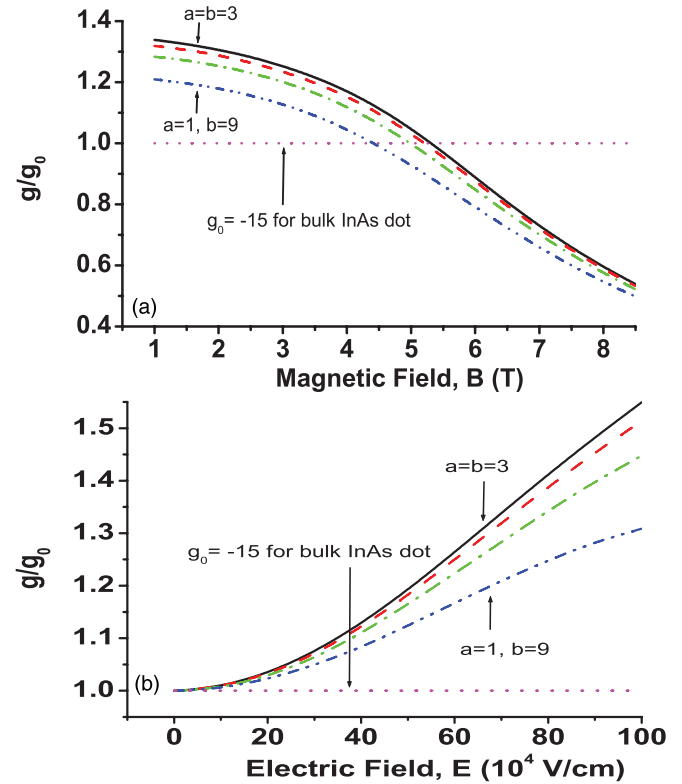 1.4
a=b=3
1.2
a=1, b=9
1.0
g/g₀
0.8
g₀= -15 for bulk InAs dot
0.6
(a)
0.4
1 2 3 4 5 6 7 8
Magnetic Field, B (T)
1.5
a=b=3
1.4
1.3
g₀= -15 for bulk InAs dot
g/g₀
1.2
a=1, b=9
1.1
(b)
1.0
0 20 40 60 80 100
Electric Field, E (10⁴ V/cm)